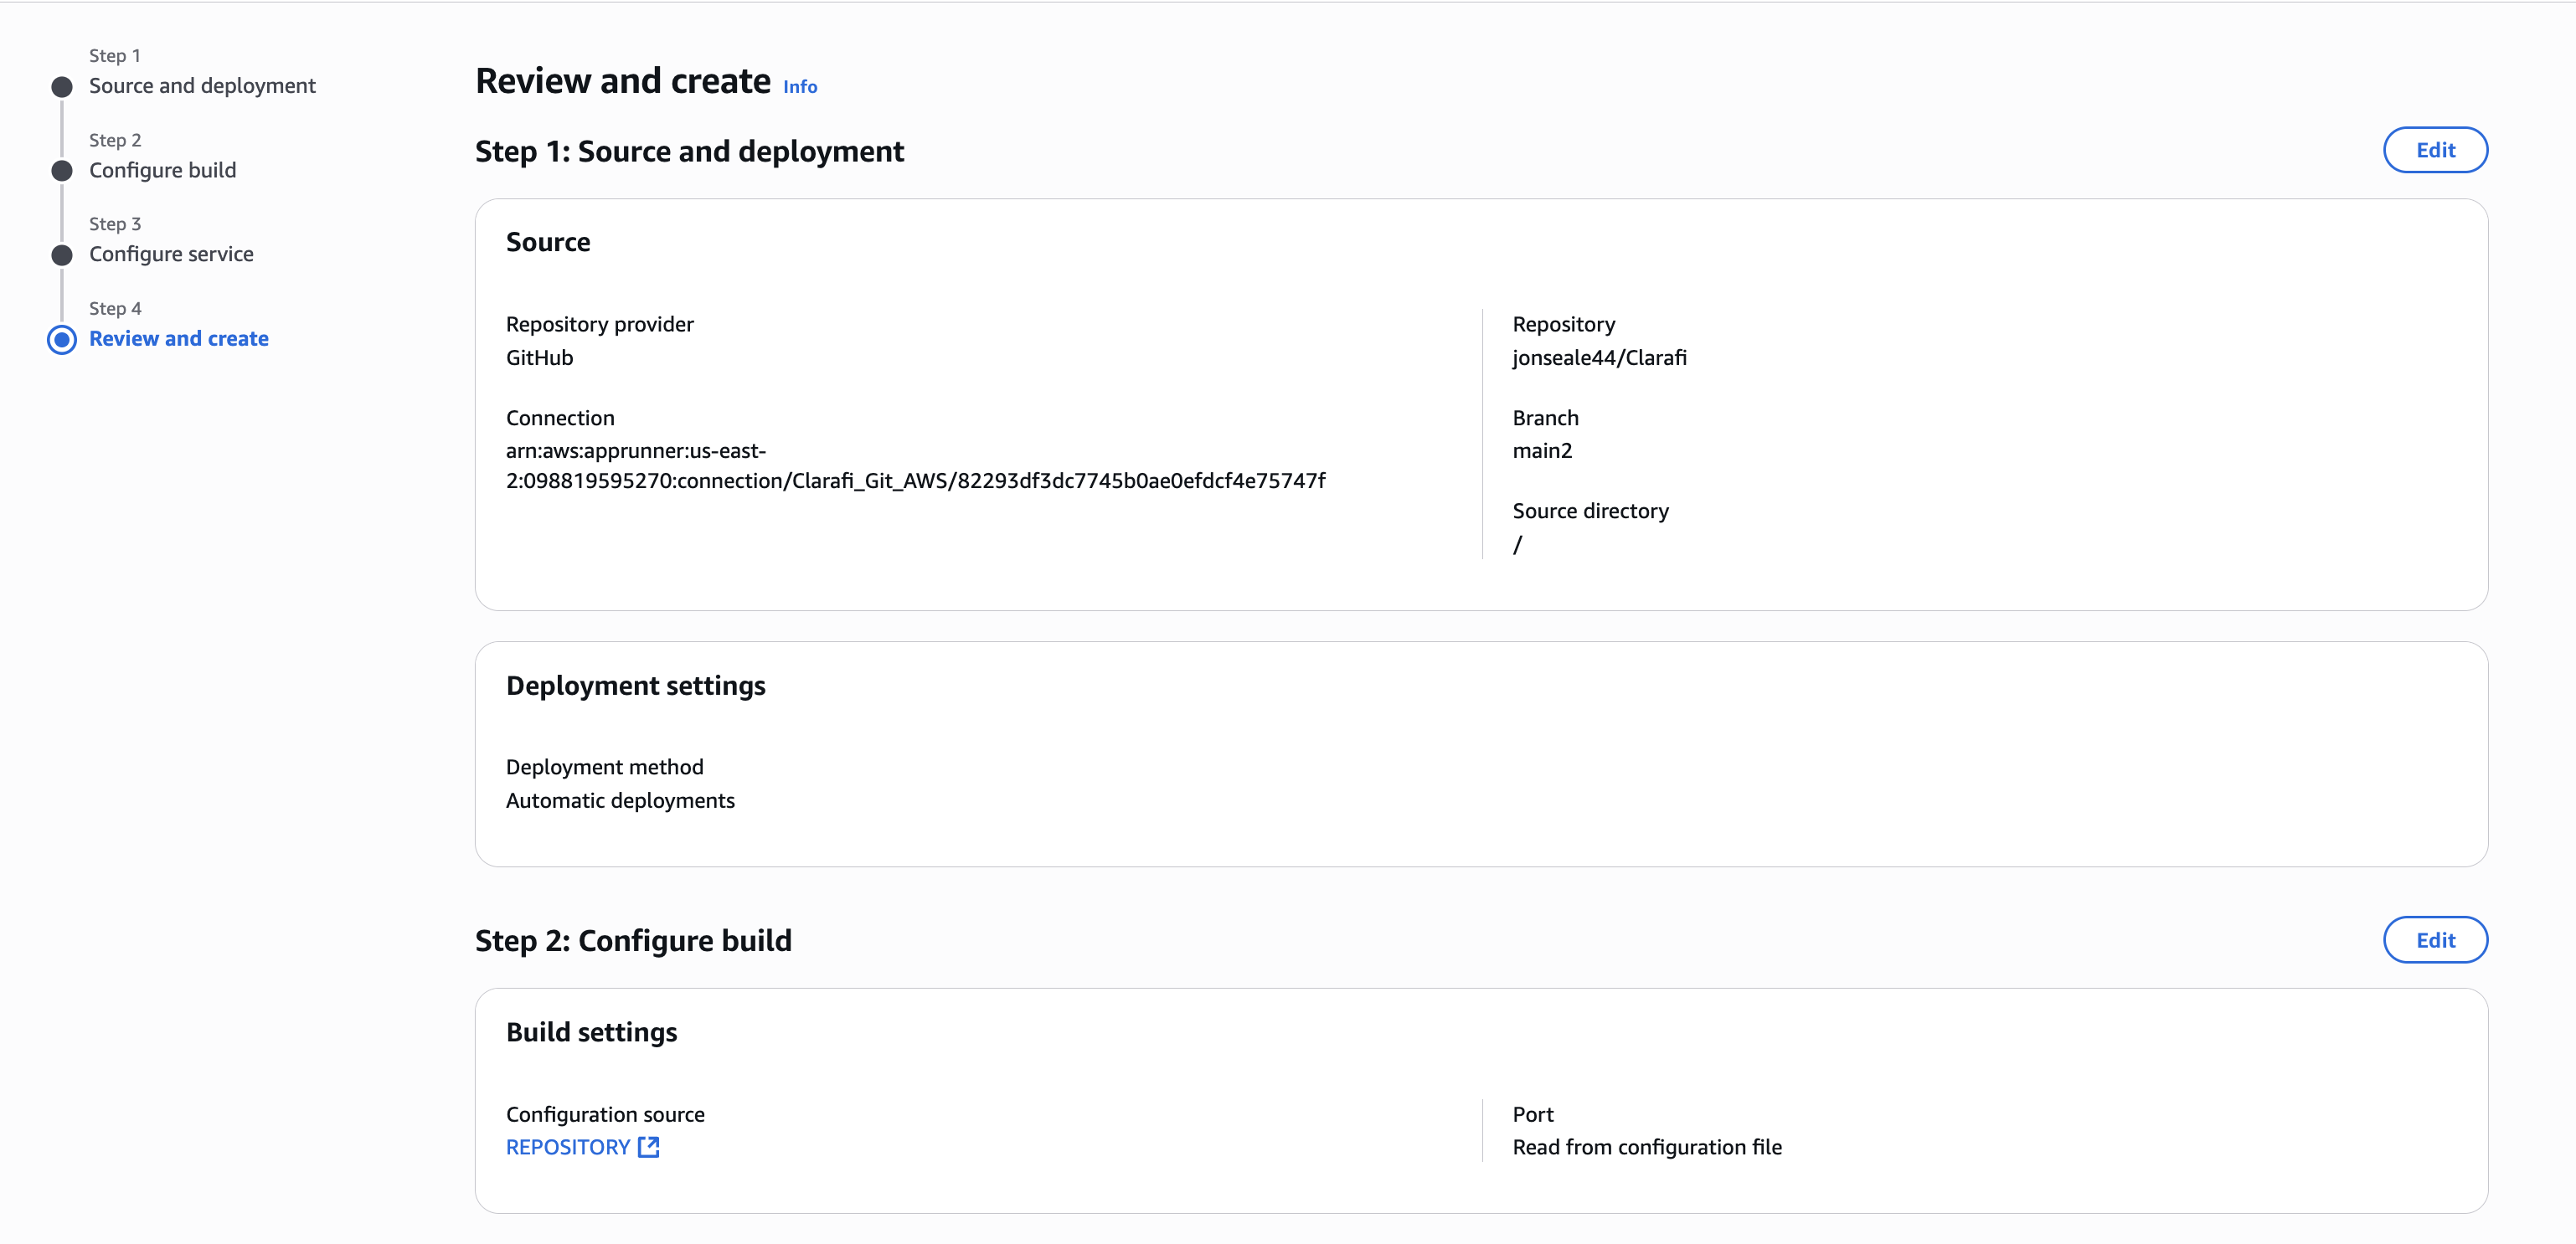 Step 1
Source and deployment
Step 2
Configure build
Step 3
Configure service
Step 4
Review and create
Review and create Info
Step 1: Source and deployment
Edit
Source
Repository provider
GitHub
Connection
arn:aws:apprunner:us-east-
2:098819595270:connection/Clarafi_Git_AWS/82293df3dc7745b0ae0efdcf4e75747f
Repository
jonseale44/Clarafi
Branch
main2
Source directory
/
Deployment settings
Deployment method
Automatic deployments
Step 2: Configure build
Edit
Build settings
Configuration source
REPOSITORY
Port
Read from configuration file